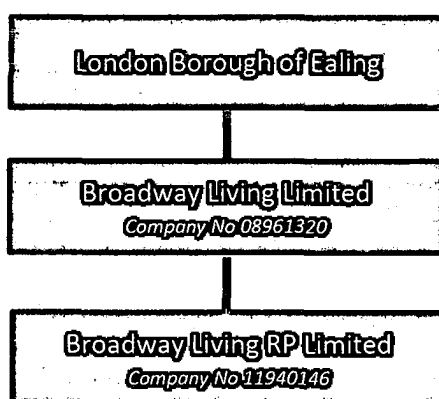 London Borough of Ealing
Broadway Living Limited
Company No 08961320
Broadway Living RP Limited
Company No 11940146